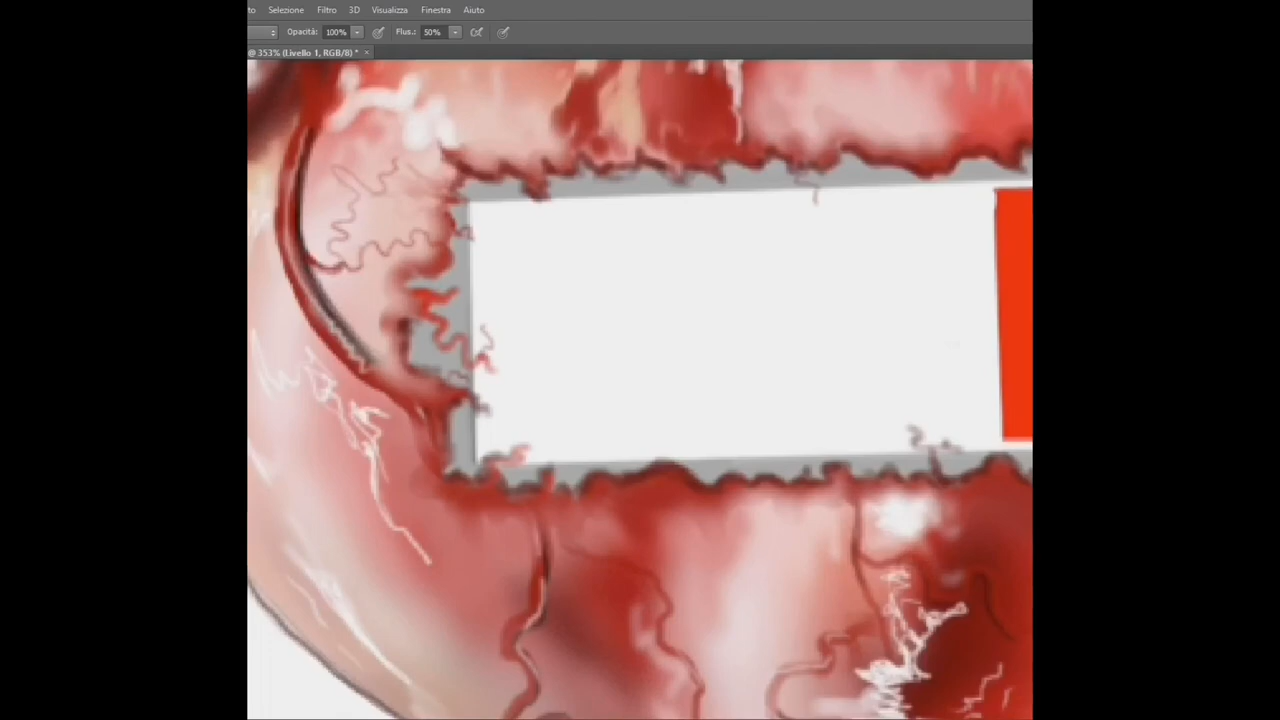 to Selezione Filtro 3D Visualizza Finestra Aiuto
Opacità: 100% Flus.: 50%
@ 353% (Livello 1, RGB/8) * ×